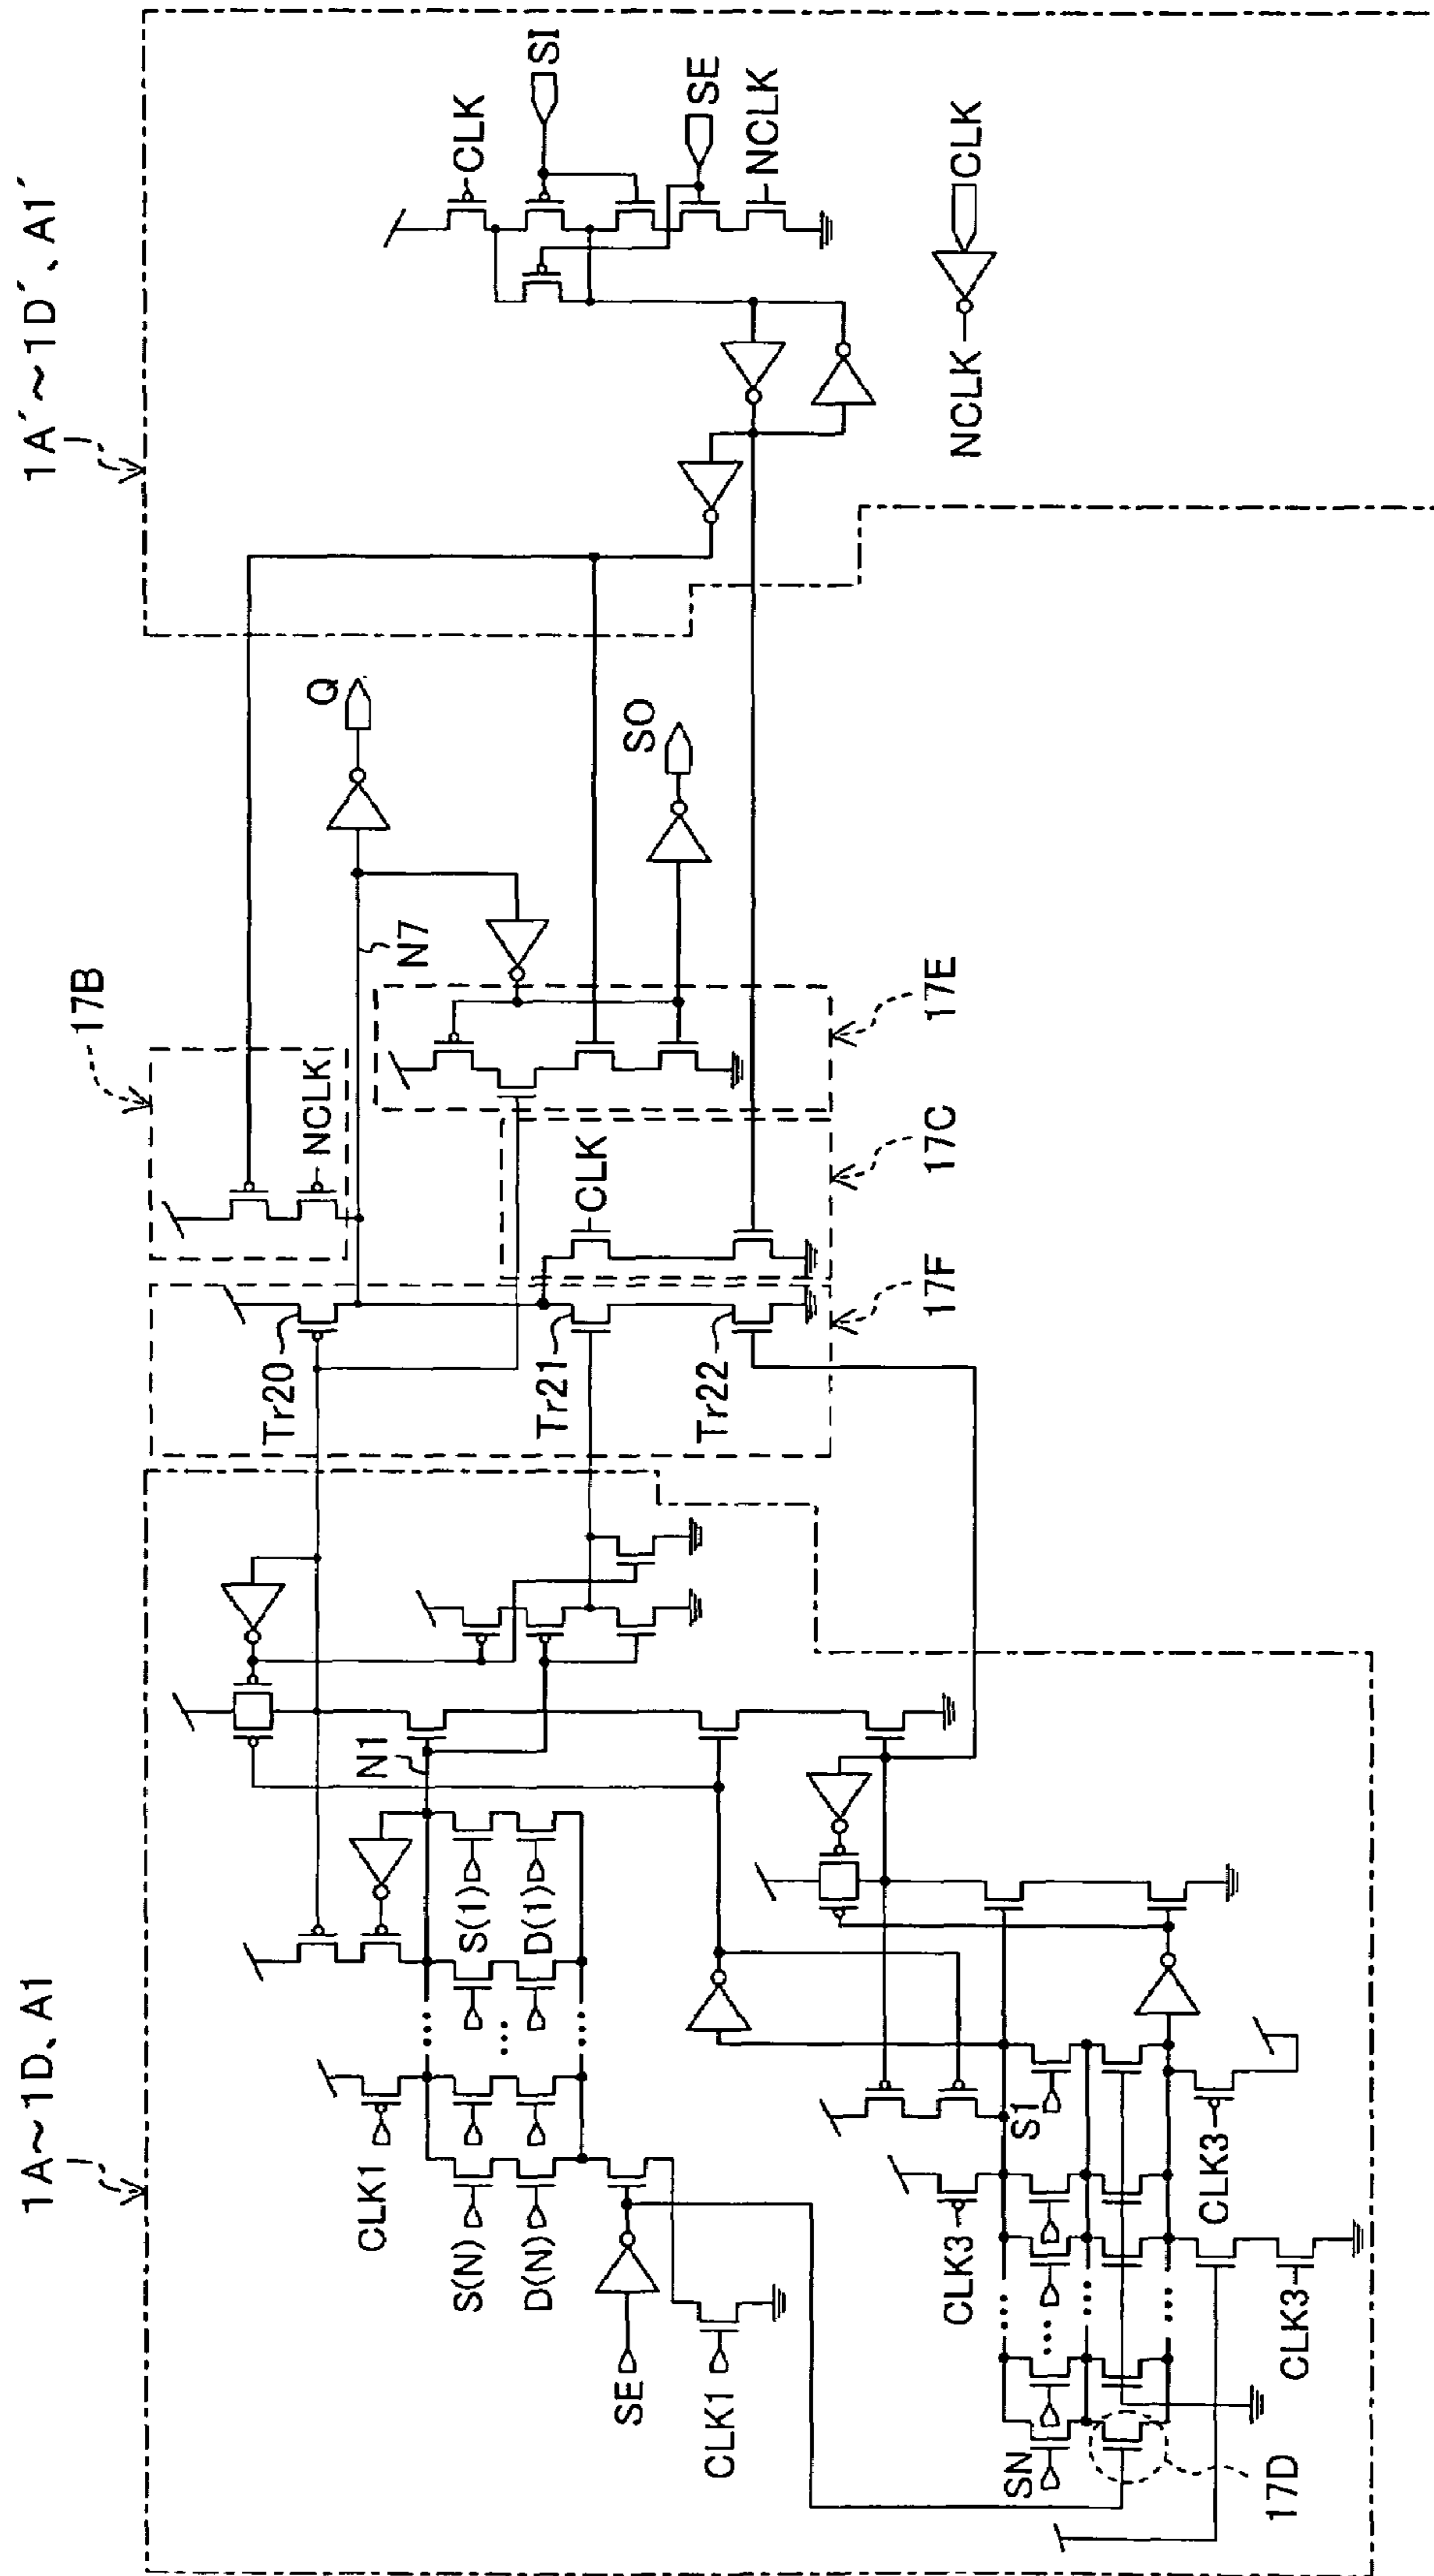 1A~1D、A1
1A´~1D´、A1´
17B
CLK1
S(N)
D(N)
S(1)
D(1)
N1
SE
CLK1
Tr20
Tr21
Tr22
NCLK
N7
Q
CLK
SO
CLK
SI
SE
NCLK
NCLK
CLK
17F
17C
17E
CLK3
SN
S1
CLK3
CLK3
17D